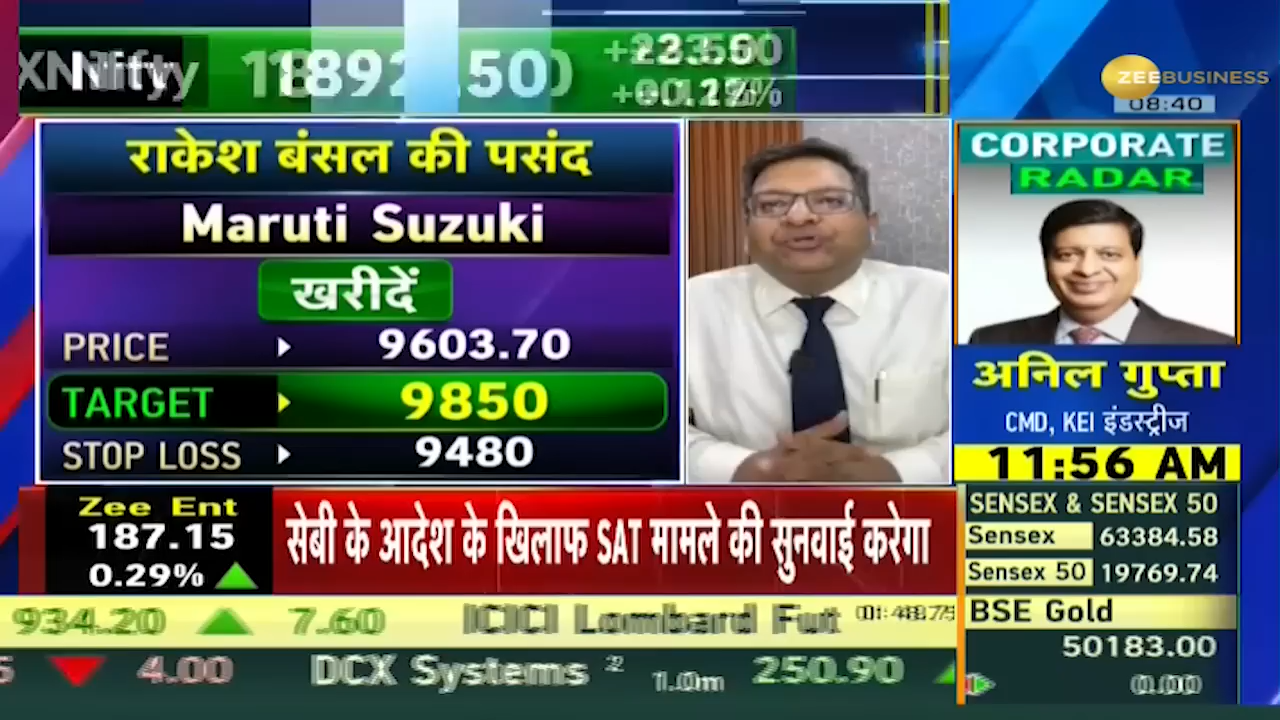 Nifty
ZEEBUSINESS
08:40
राकेश बंसल की पसंद
Maruti Suzuki
खरीदें
PRICE 9603.70
TARGET 9850
STOP LOSS 9480
CORPORATE
RADAR
अनिल गुप्ता
CMD, KEI इंडस्ट्रीज
11:56 AM
Zee Ent
187.15
0.29%
सेबी के आदेश के खिलाफ SAT मामले की सुनवाई करेगा
SENSEX & SENSEX 50
Sensex 63384.58
Sensex 50 19769.74
BSE Gold
50183.00
0.00
934.20 7.60 ICICI Lombard Fut
4.00 DCX Systems 1.0m 250.90